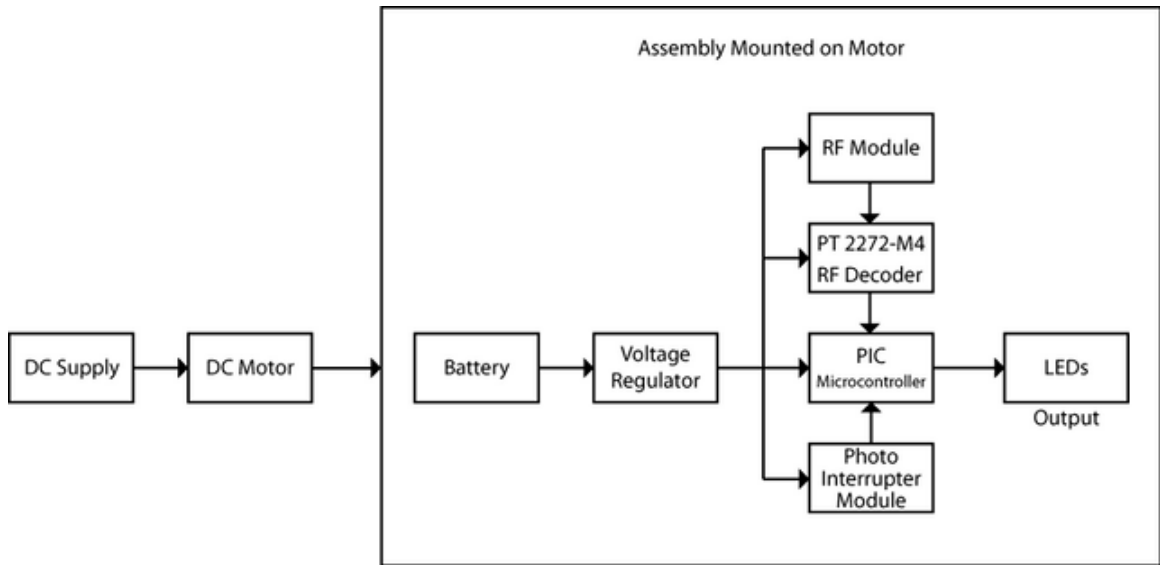 Assembly Mounted on Motor
RF Module
PT 2272-M4
RF Decoder
DC Supply
DC Motor
Battery
Voltage
Regulator
PIC
Microcontroller
LEDs
Output
Photo
Interrupter
Module